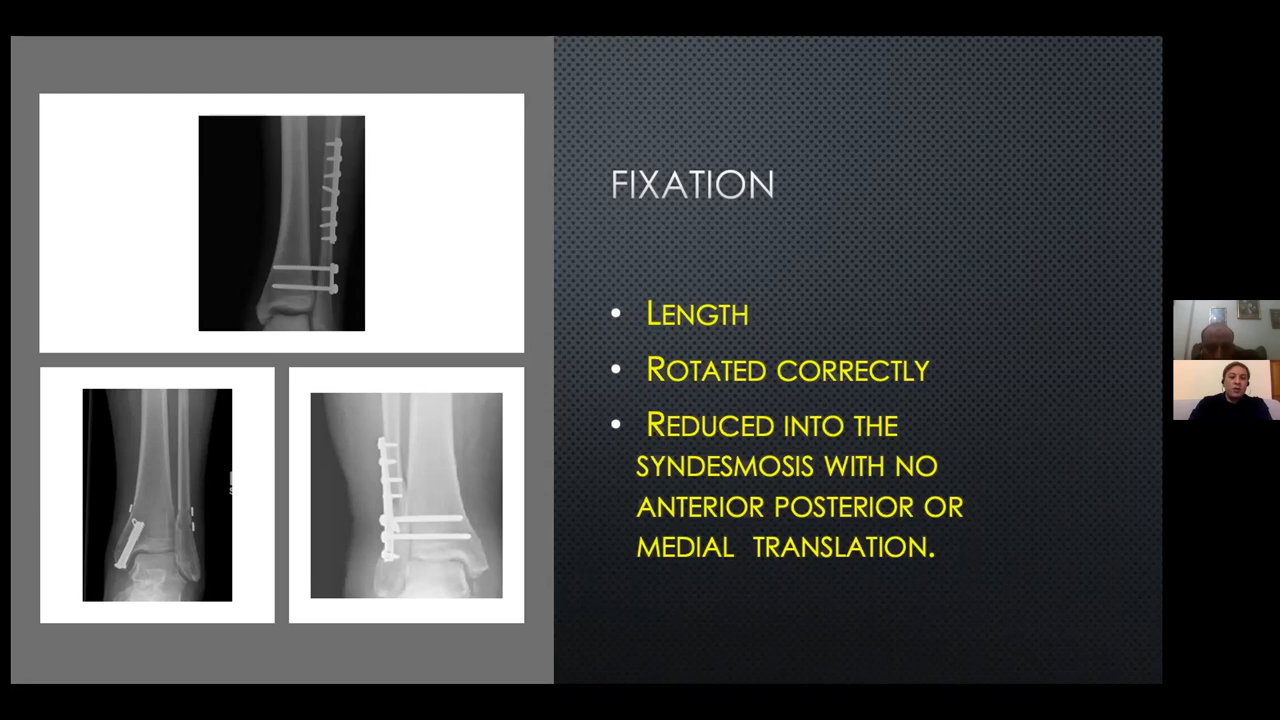 FIXATION
• LENGTH
• ROTATED CORRECTLY
• REDUCED INTO THE
SYNDESMOSIS WITH NO
ANTERIOR POSTERIOR OR
MEDIAL TRANSLATION.